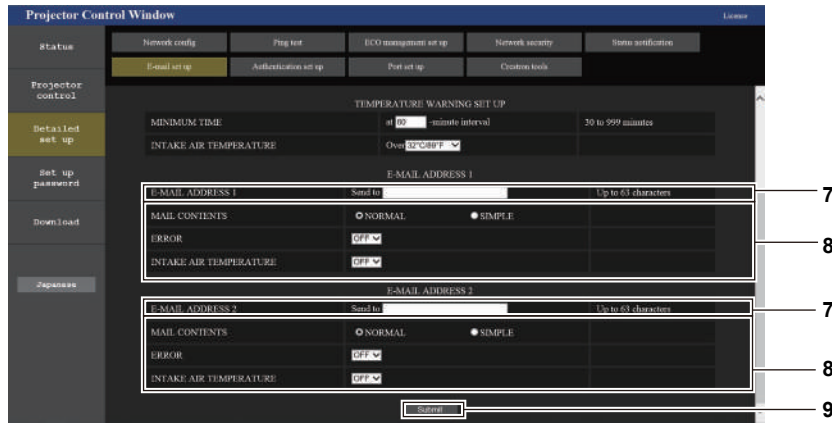 Projector Control Window License
Status
Network config Ping test ECO management set up Network security Status notification
E-mail set up Authentication set up Port set up Crestron tools
Projector control
Detailed set up
Set up password
Download
Japanese
TEMPERATURE WARNING SET UP
MINIMUM TIME at 60 -minute interval 30 to 999 minutes
INTAKE AIR TEMPERATURE Over 32°C/89°F
E-MAIL ADDRESS 1
E-MAIL ADDRESS 1 Send to Up to 63 characters 7
MAIL CONTENTS NORMAL SIMPLE
ERROR OFF 8
INTAKE AIR TEMPERATURE OFF
E-MAIL ADDRESS 2
E-MAIL ADDRESS 2 Send to Up to 63 characters 7
MAIL CONTENTS NORMAL SIMPLE
ERROR OFF 8
INTAKE AIR TEMPERATURE OFF
Submit 9